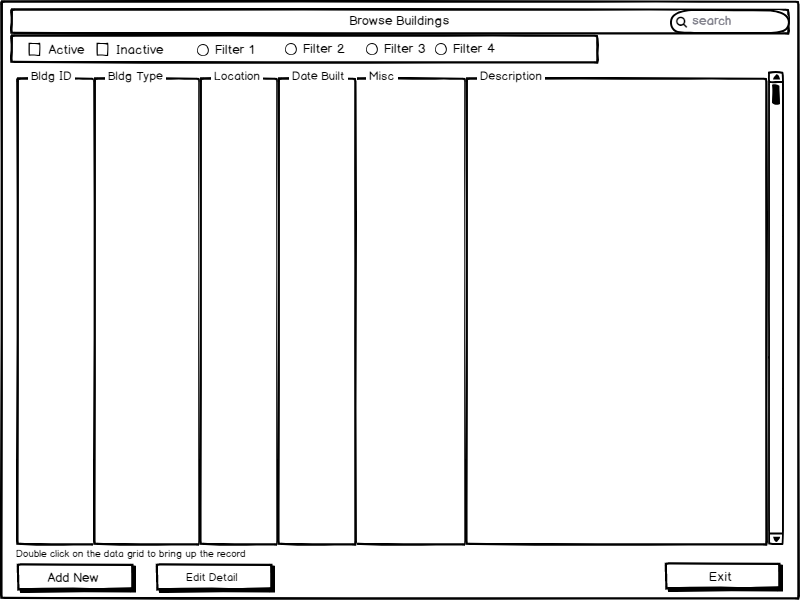 Browse Buildings
search
Active Inactive Filter 1 Filter 2 Filter 3 Filter 4
Bldg ID Bldg Type Location Date Built Misc Description
Double click on the data grid to bring up the record
Add New Edit Detail Exit